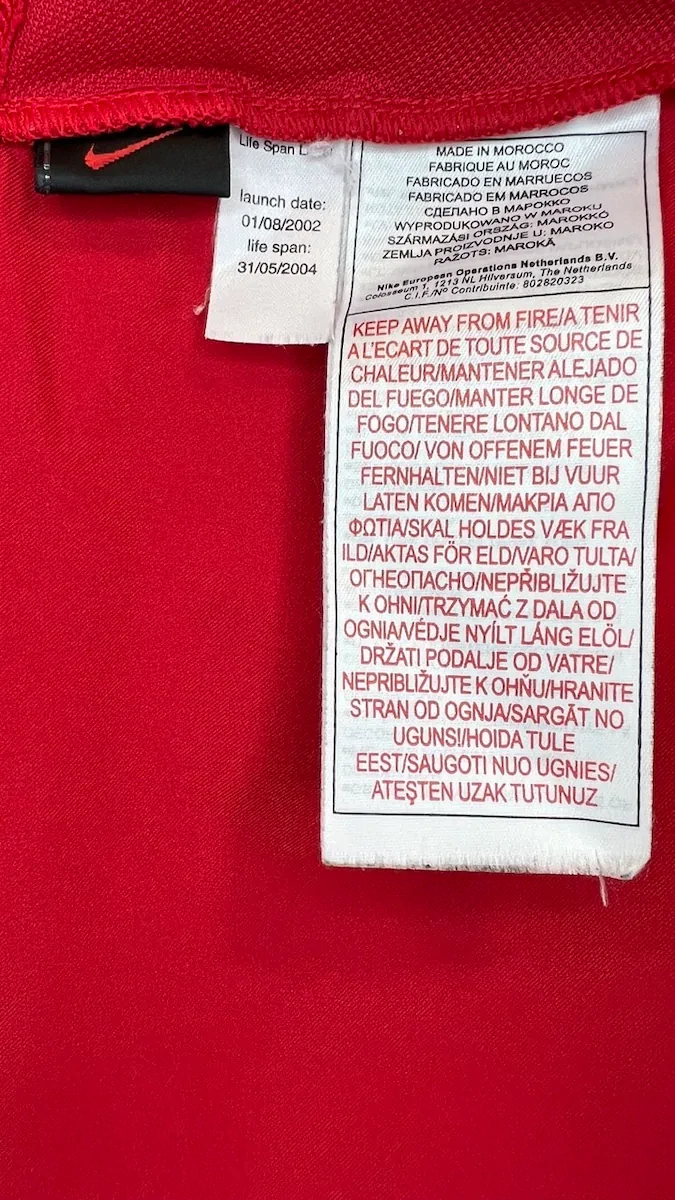 Life Span L
launch date:
01/08/2002
life span:
31/05/2004
MADE IN MOROCCO
FABRIQUE AU MOROC
FABRICADO EN MARRUECOS
FABRICADO EM MARROCOS
СДЕЛАНО В МАРОККО
WYPRODUKOWANO W MAROKU
SZÁRMAZÁSI ORSZÁG: MAROKKÓ
ZEMLJA PROIZVODNJE U: MAROKO
RAŽOTS: MAROKĀ
Nike European Operations Netherlands B.V.
Colosseum 1, 1213 NL Hilversum, The Netherlands
C.I.F./Nº Contribuinte: 802820323
KEEP AWAY FROM FIRE/A TENIR
A L'ECART DE TOUTE SOURCE DE
CHALEUR/MANTENER ALEJADO
DEL FUEGO/MANTER LONGE DE
FOGO/TENERE LONTANO DAL
FUOCO/ VON OFFENEM FEUER
FERNHALTEN/NIET BIJ VUUR
LATEN KOMEN/ΜΑΚΡΙΑ ΑΠΟ
ΦΩΤΙΑ/SKAL HOLDES VÆK FRA
ILD/AKTAS FÖR ELD/VARO TULTA/
ОГНЕОПАСНО/NEPŘIBLIŽUJTE
K OHNI/TRZYMAĆ Z DALA OD
OGNIA/VÉDJE NYÍLT LÁNG ELÖL/
DRŽATI PODALJE OD VATRE/
NEPRIBLIŽUJTE K OHŇU/HRANITE
STRAN OD OGNJA/SARGĀT NO
UGUNS!/HOIDA TULE
EEST/SAUGOTI NUO UGNIES/
ATEŞTEN UZAK TUTUNUZ